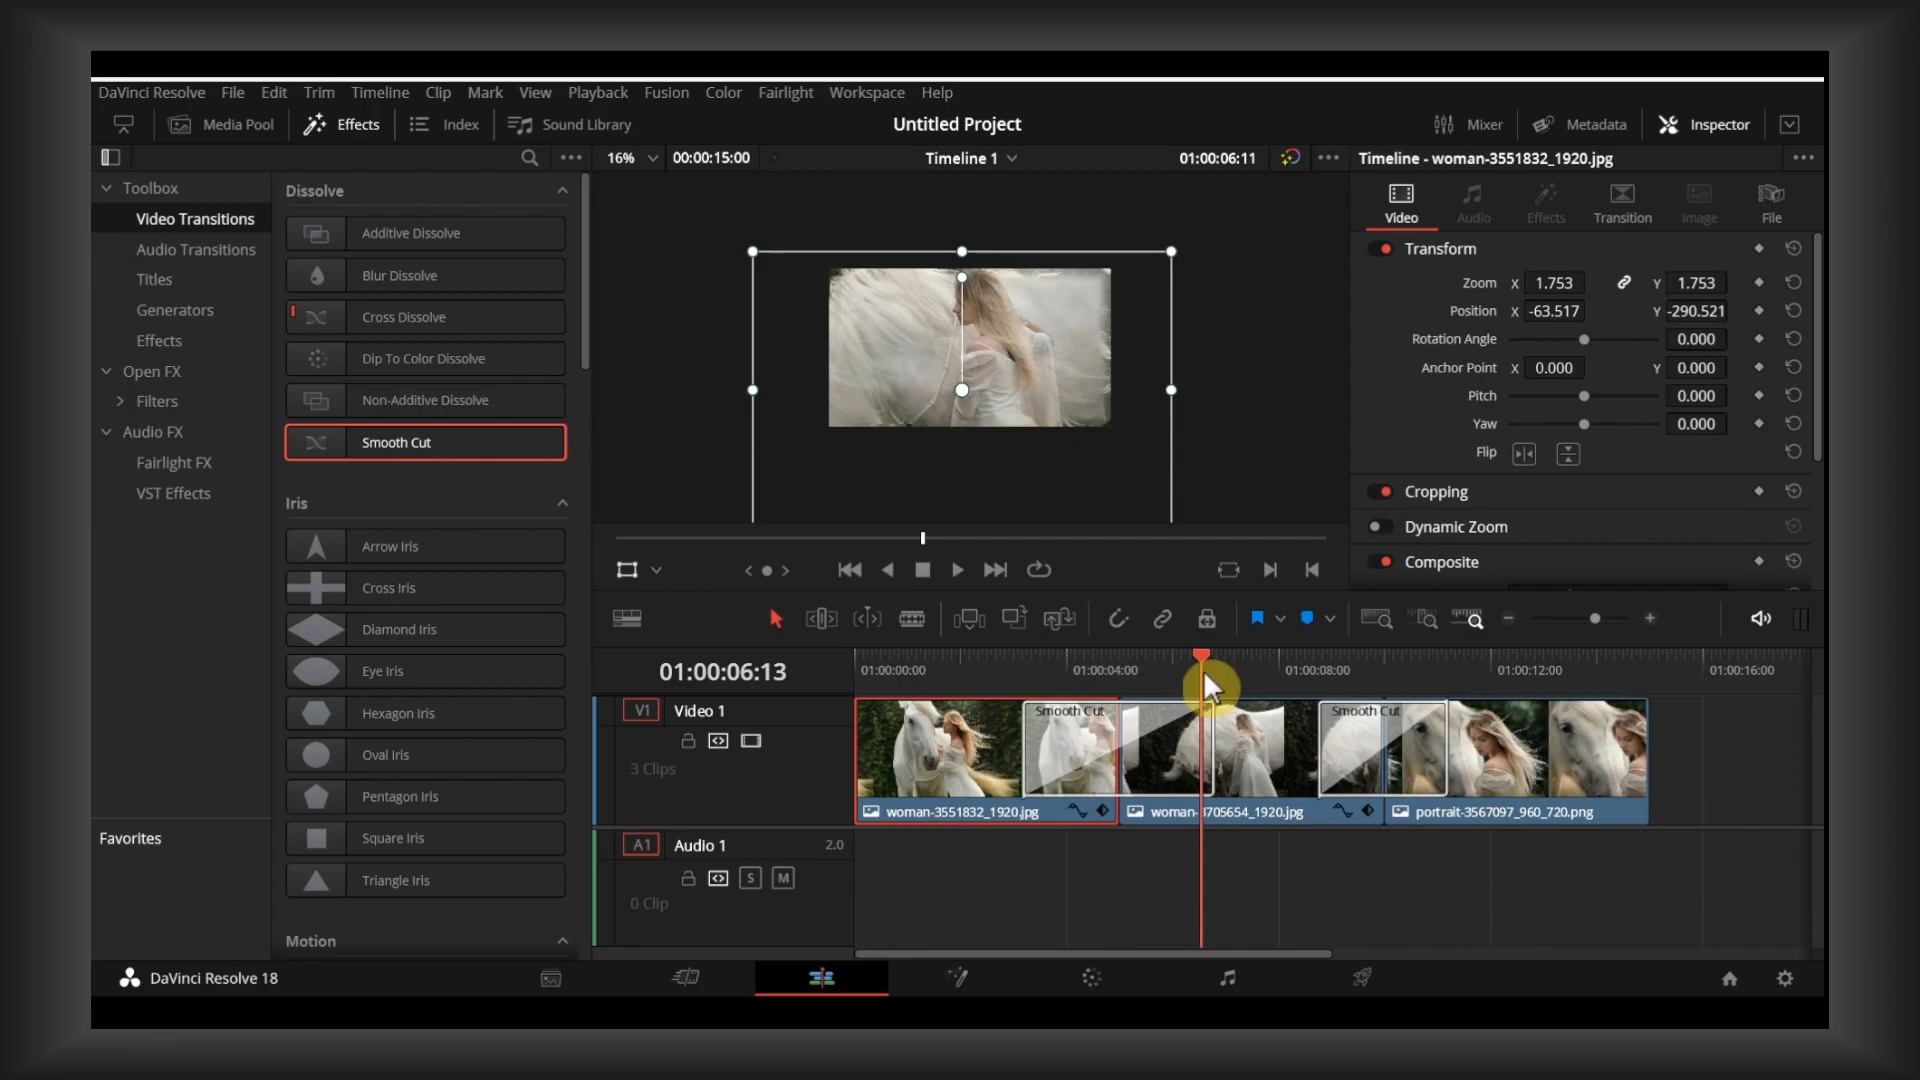 DaVinci Resolve File Edit Trim Timeline Clip Mark View Playback Fusion Color Fairlight Workspace Help
Media Pool Effects Index Sound Library Untitled Project Mixer Metadata Inspector
16% 00:00:15:00 Timeline 1 01:00:06:11 Timeline - woman-3551832_1920.jpg
Toolbox
Video Transitions
Audio Transitions
Titles
Generators
Effects
Open FX
Filters
Audio FX
Fairlight FX
VST Effects
Favorites
Dissolve
Additive Dissolve
Blur Dissolve
Cross Dissolve
Dip To Color Dissolve
Non-Additive Dissolve
Smooth Cut
Iris
Arrow Iris
Cross Iris
Diamond Iris
Eye Iris
Hexagon Iris
Oval Iris
Pentagon Iris
Square Iris
Triangle Iris
Motion
Video Audio Effects Transition Image File
Transform
Zoom X 1.753 Y 1.753
Position X -63.517 Y -290.521
Rotation Angle 0.000
Anchor Point X 0.000 Y 0.000
Pitch 0.000
Yaw 0.000
Flip
Cropping
Dynamic Zoom
Composite
01:00:06:13 01:00:00:00 01:00:04:00 01:00:08:00 01:00:12:00 01:00:16:00
V1 Video 1 Smooth Cut Smooth Cut
3 Clips
woman-3551832_1920.jpg woman-3705654_1920.jpg portrait-3567097_960_720.png
A1 Audio 1 2.0
S M
0 Clip
DaVinci Resolve 18